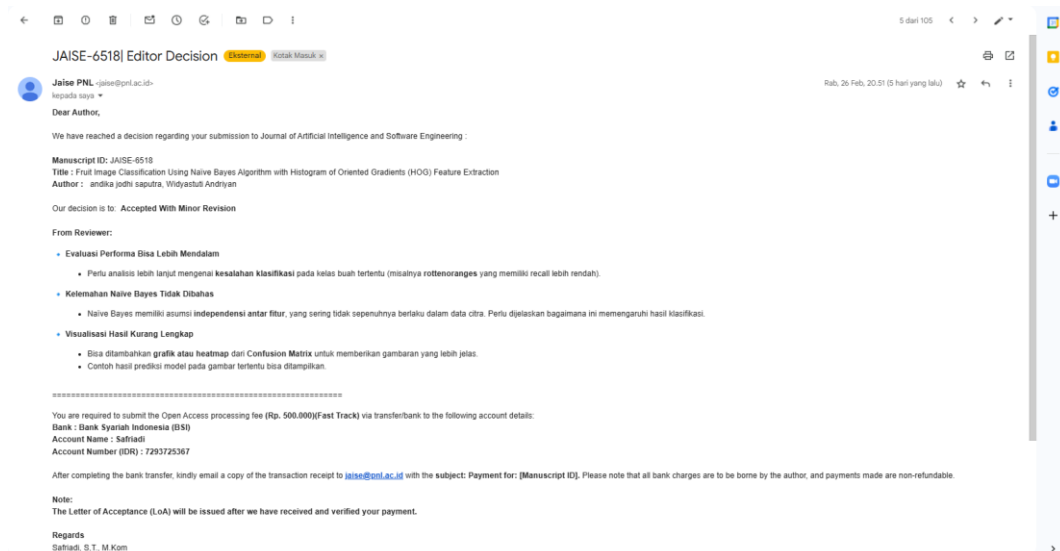 5 dari 105
JAISE-6518| Editor Decision Eksternal Kotak Masuk ×
Jaise PNL <jaise@pnl.ac.id>
Rab, 26 Feb, 20.51 (5 hari yang lalu)
kepada saya
Dear Author,
We have reached a decision regarding your submission to Journal of Artificial Intelligence and Software Engineering :
Manuscript ID: JAISE-6518
Title : Fruit Image Classification Using Naïve Bayes Algorithm with Histogram of Oriented Gradients (HOG) Feature Extraction
Author : andika jodhi saputra, Widyastuti Andriyan
Our decision is to: Accepted With Minor Revision
From Reviewer:
Evaluasi Performa Bisa Lebih Mendalam
Perlu analisis lebih lanjut mengenai kesalahan klasifikasi pada kelas buah tertentu (misalnya rottenoranges yang memiliki recall lebih rendah).
Kelemahan Naïve Bayes Tidak Dibahas
Naïve Bayes memiliki asumsi independensi antar fitur, yang sering tidak sepenuhnya berlaku dalam data citra. Perlu dijelaskan bagaimana ini memengaruhi hasil klasifikasi.
Visualisasi Hasil Kurang Lengkap
Bisa ditambahkan grafik atau heatmap dari Confusion Matrix untuk memberikan gambaran yang lebih jelas.
Contoh hasil prediksi model pada gambar tertentu bisa ditampilkan.
==============================================================
You are required to submit the Open Access processing fee (Rp. 500.000)(Fast Track) via transfer/bank to the following account details:
Bank : Bank Syariah Indonesia (BSI)
Account Name : Safriadi
Account Number (IDR) : 7293725367
After completing the bank transfer, kindly email a copy of the transaction receipt to jaise@pnl.ac.id with the subject: Payment for: [Manuscript ID]. Please note that all bank charges are to be borne by the author, and payments made are non-refundable.
Note:
The Letter of Acceptance (LoA) will be issued after we have received and verified your payment.
Regards
Safriadi, S.T., M.Kom